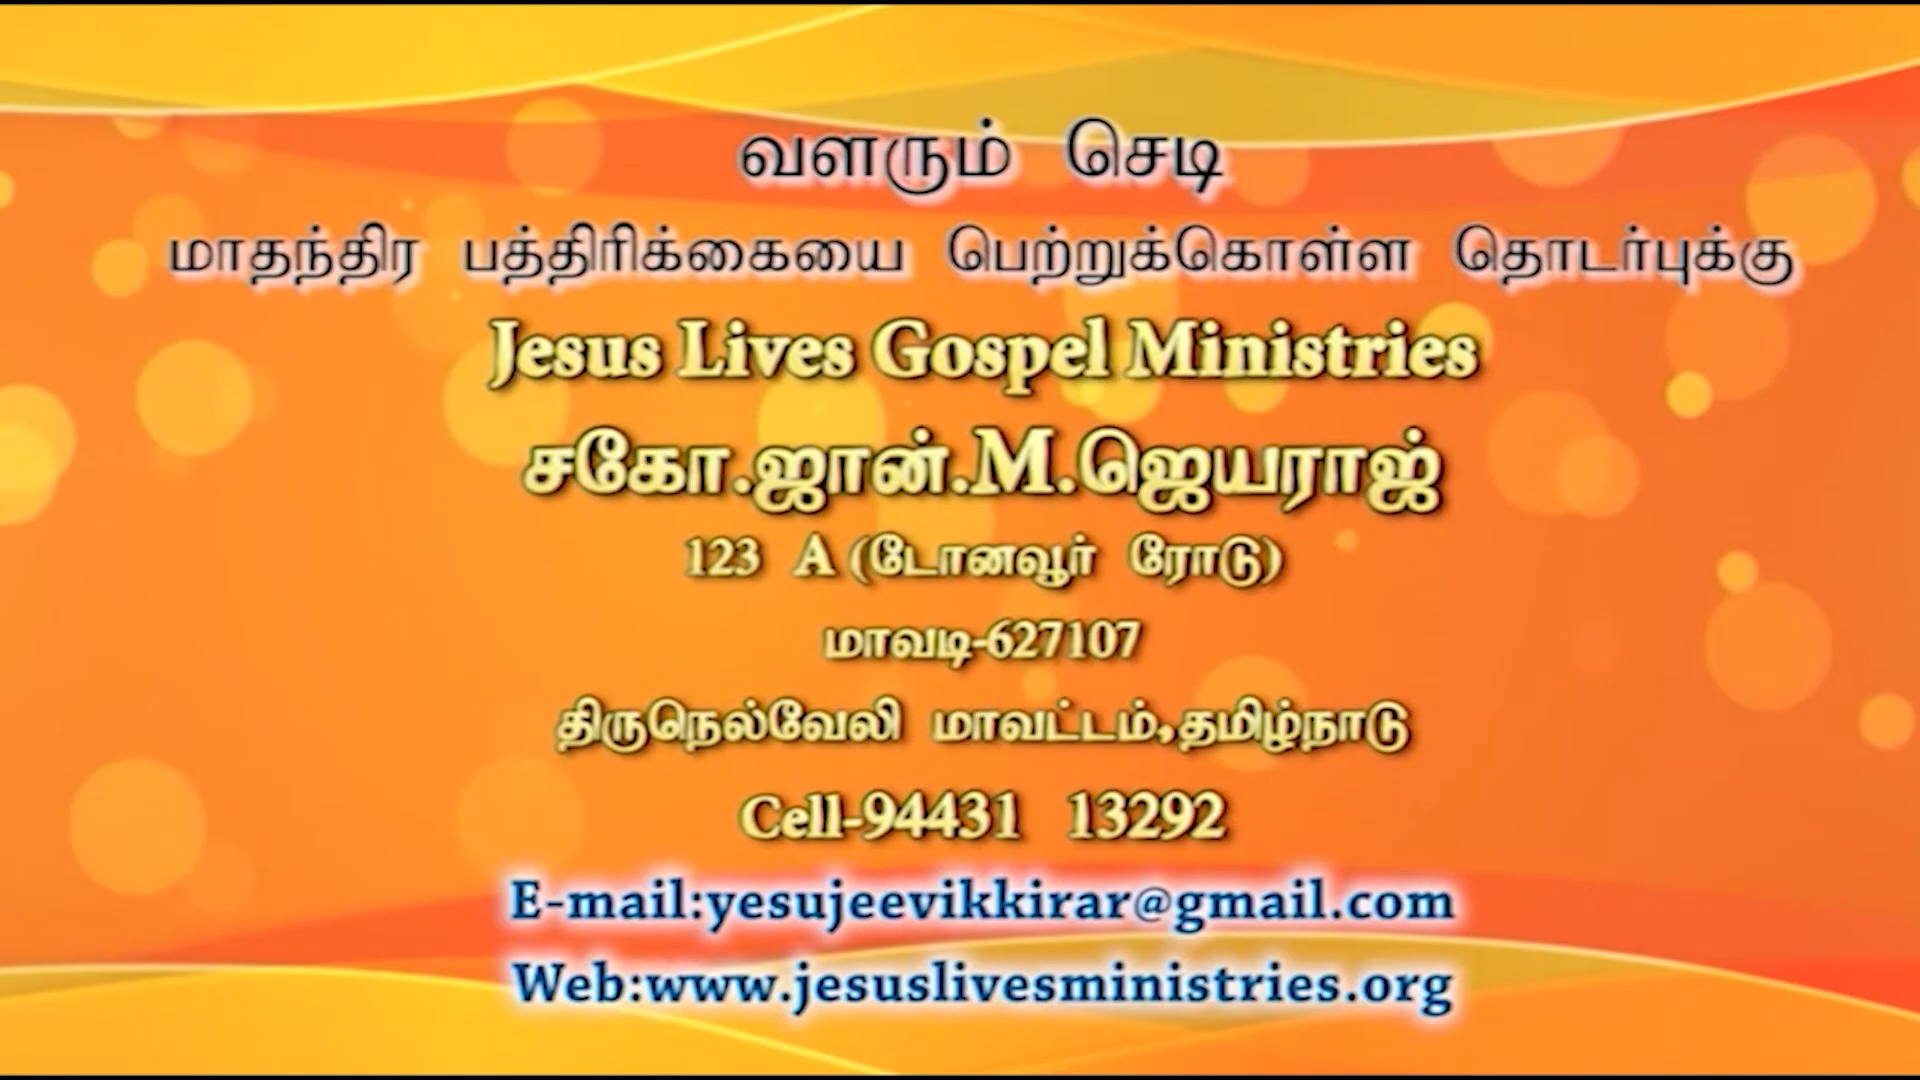 வளரும் செடி
மாதந்திர பத்திரிக்கையை பெற்றுக்கொள்ள தொடர்புக்கு
Jesus Lives Gospel Ministries
சகோ.ஜான்.M.ஜெயராஜ்
123 A (டோனவூர் ரோடு)
மாவடி-627107
திருநெல்வேலி மாவட்டம்,தமிழ்நாடு
Cell-94431 13292
E-mail:yesujeevikkirar@gmail.com
Web:www.jesuslivesministries.org